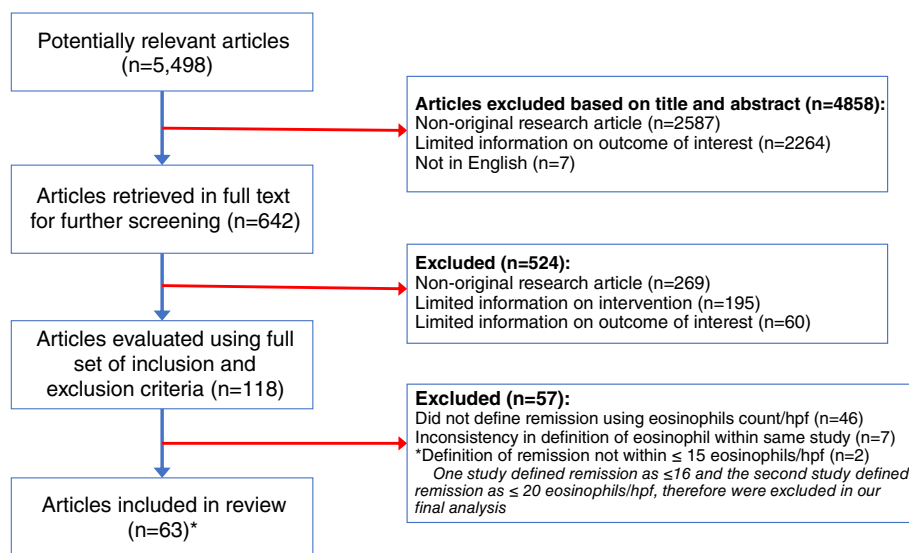 Potentially relevant articles
(n=5,498)
Articles excluded based on title and abstract (n=4858):
Non-original research article (n=2587)
Limited information on outcome of interest (n=2264)
Not in English (n=7)
Articles retrieved in full text
for further screening (n=642)
Excluded (n=524):
Non-original research article (n=269)
Limited information on intervention (n=195)
Limited information on outcome of interest (n=60)
Articles evaluated using full
set of inclusion and
exclusion criteria (n=118)
Excluded (n=57):
Did not define remission using eosinophils count/hpf (n=46)
Inconsistency in definition of eosinophil within same study (n=7)
*Definition of remission not within ≤ 15 eosinophils/hpf (n=2)
One study defined remission as ≤16 and the second study defined
remission as ≤ 20 eosinophils/hpf, therefore were excluded in our
final analysis
Articles included in review
(n=63)*